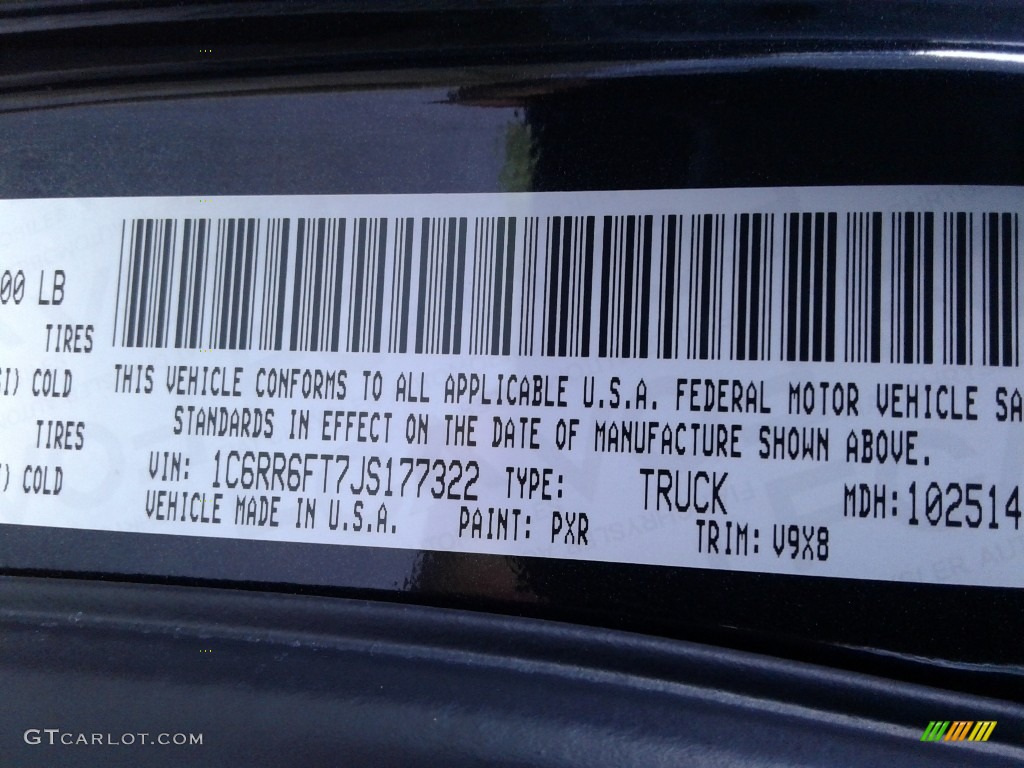 00 LB
TIRES
SI) COLD
TIRES
) COLD
THIS VEHICLE CONFORMS TO ALL APPLICABLE U.S.A. FEDERAL MOTOR VEHICLE SA
STANDARDS IN EFFECT ON THE DATE OF MANUFACTURE SHOWN ABOVE.
VIN: 1C6RR6FT7JS177322 TYPE: TRUCK MDH: 102514
VEHICLE MADE IN U.S.A. PAINT: PXR TRIM: V9X8
GTCARLOT.COM